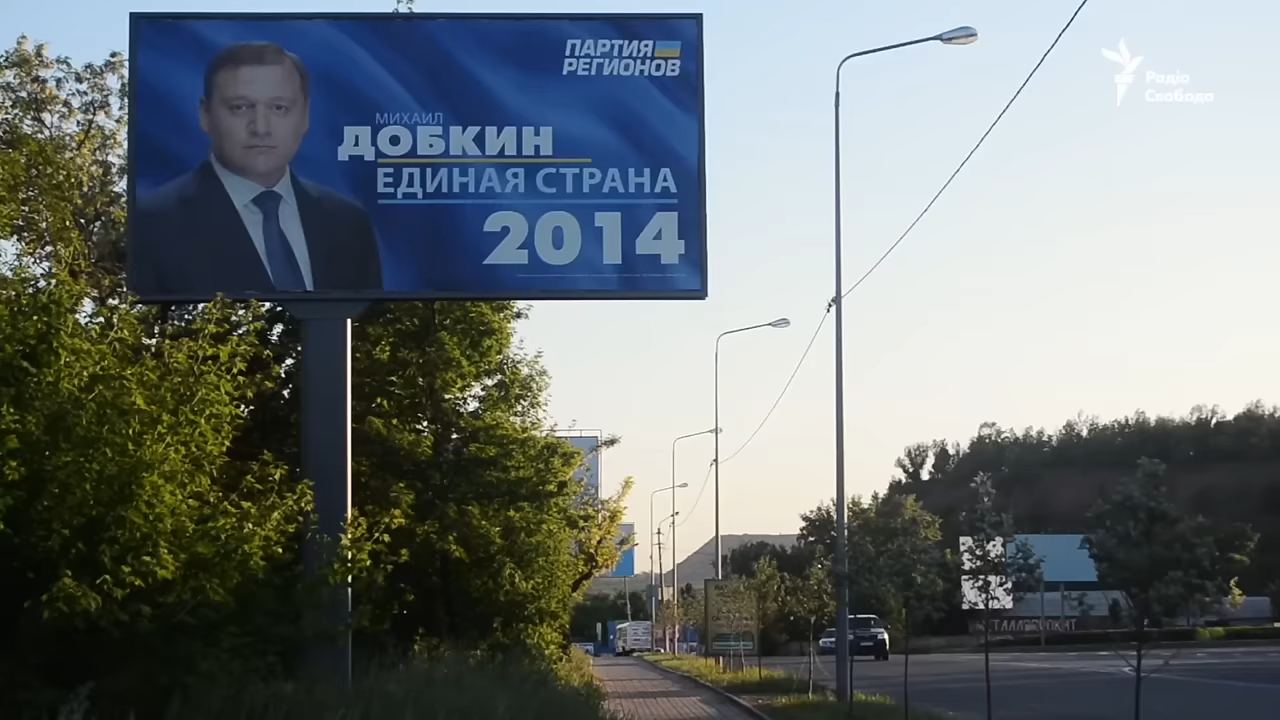 ПАРТИЯ
РЕГИОНОВ
МИХАИЛ
ДОБКИН
ЕДИНАЯ СТРАНА
2014
Радіо
Свобода